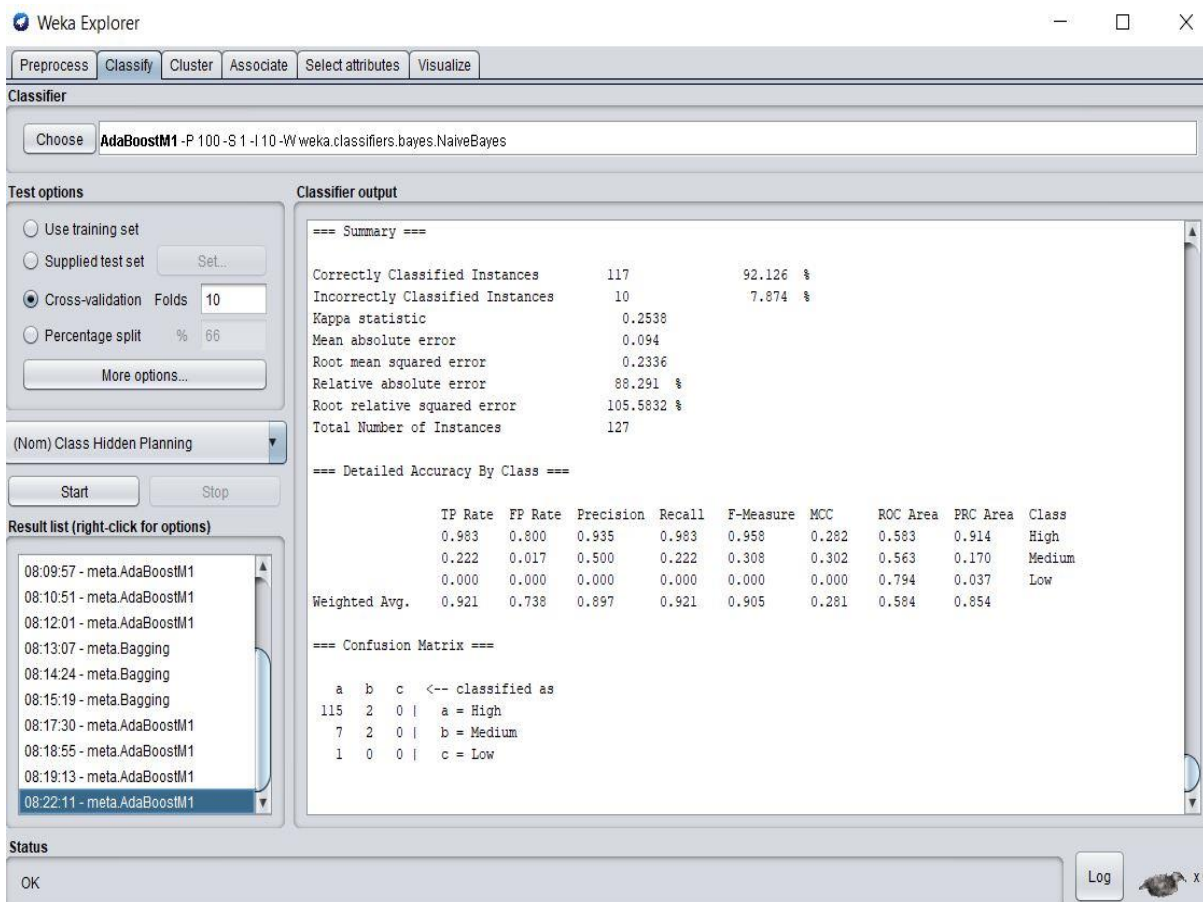 Weka Explorer
Preprocess Classify Cluster Associate Select attributes Visualize
Classifier
Choose AdaBoostM1 -P 100 -S 1 -I 10 -W weka.classifiers.bayes.NaiveBayes
Test options
Use training set
Supplied test set Set...
Cross-validation Folds 10
Percentage split % 66
More options...
(Nom) Class Hidden Planning
Start Stop
Result list (right-click for options)
08:09:57 - meta.AdaBoostM1
08:10:51 - meta.AdaBoostM1
08:12:01 - meta.AdaBoostM1
08:13:07 - meta.Bagging
08:14:24 - meta.Bagging
08:15:19 - meta.Bagging
08:17:30 - meta.AdaBoostM1
08:18:55 - meta.AdaBoostM1
08:19:13 - meta.AdaBoostM1
08:22:11 - meta.AdaBoostM1
Classifier output
=== Summary ===
Correctly Classified Instances 117 92.126 %
Incorrectly Classified Instances 10 7.874 %
Kappa statistic 0.2538
Mean absolute error 0.094
Root mean squared error 0.2336
Relative absolute error 88.291 %
Root relative squared error 105.5832 %
Total Number of Instances 127
=== Detailed Accuracy By Class ===
TP Rate FP Rate Precision Recall F-Measure MCC ROC Area PRC Area Class
0.983 0.800 0.935 0.983 0.958 0.282 0.583 0.914 High
0.222 0.017 0.500 0.222 0.308 0.302 0.563 0.170 Medium
0.000 0.000 0.000 0.000 0.000 0.000 0.794 0.037 Low
Weighted Avg. 0.921 0.738 0.897 0.921 0.905 0.281 0.584 0.854
=== Confusion Matrix ===
a b c <-- classified as
115 2 0 | a = High
7 2 0 | b = Medium
1 0 0 | c = Low
Status
OK
Log x